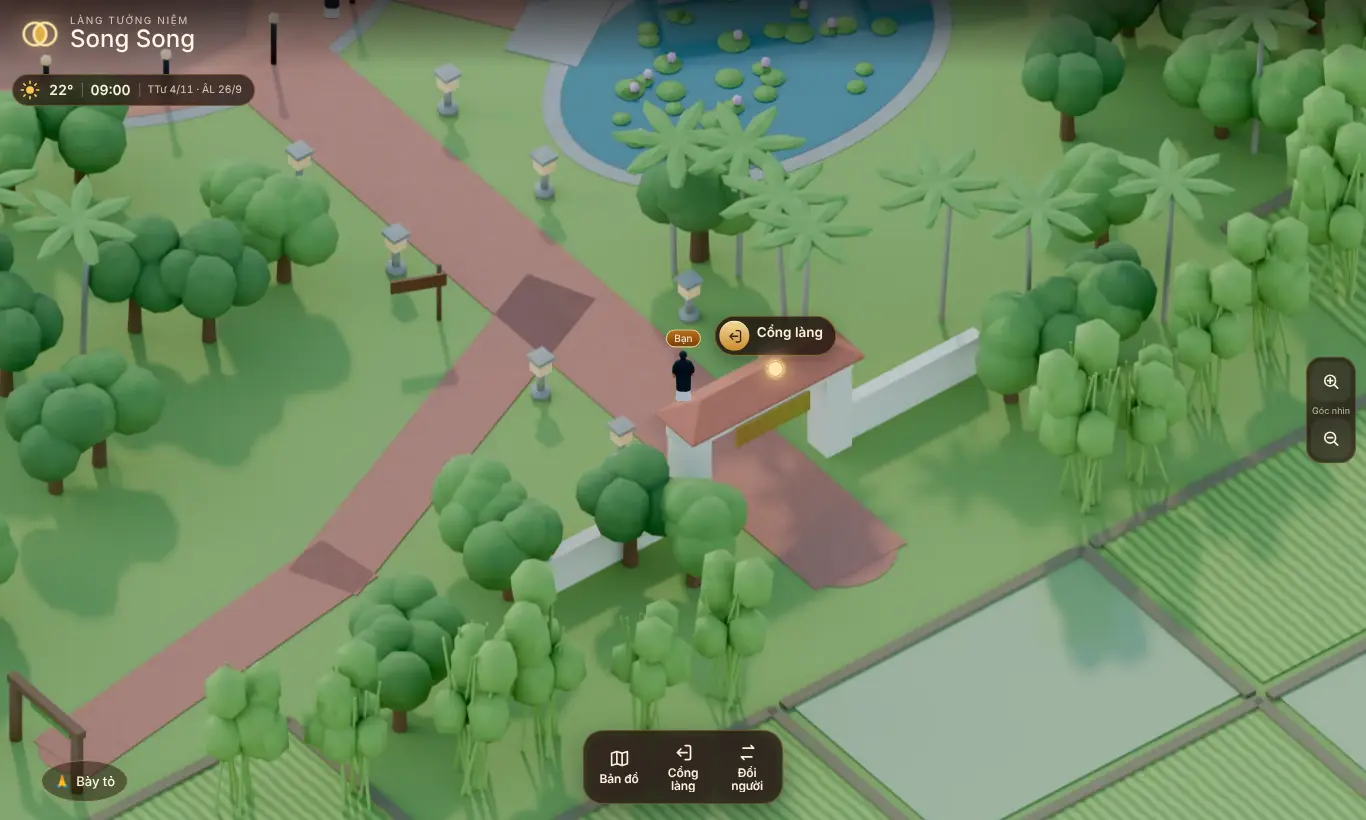 LÀNG TƯỞNG NIỆM
Song Song
22° 09:00 TTư 4/11 · ÂL 26/9
Bạn
Cổng làng
Góc nhìn
Bày tỏ
Bản đồ
Cổng làng
Đổi người